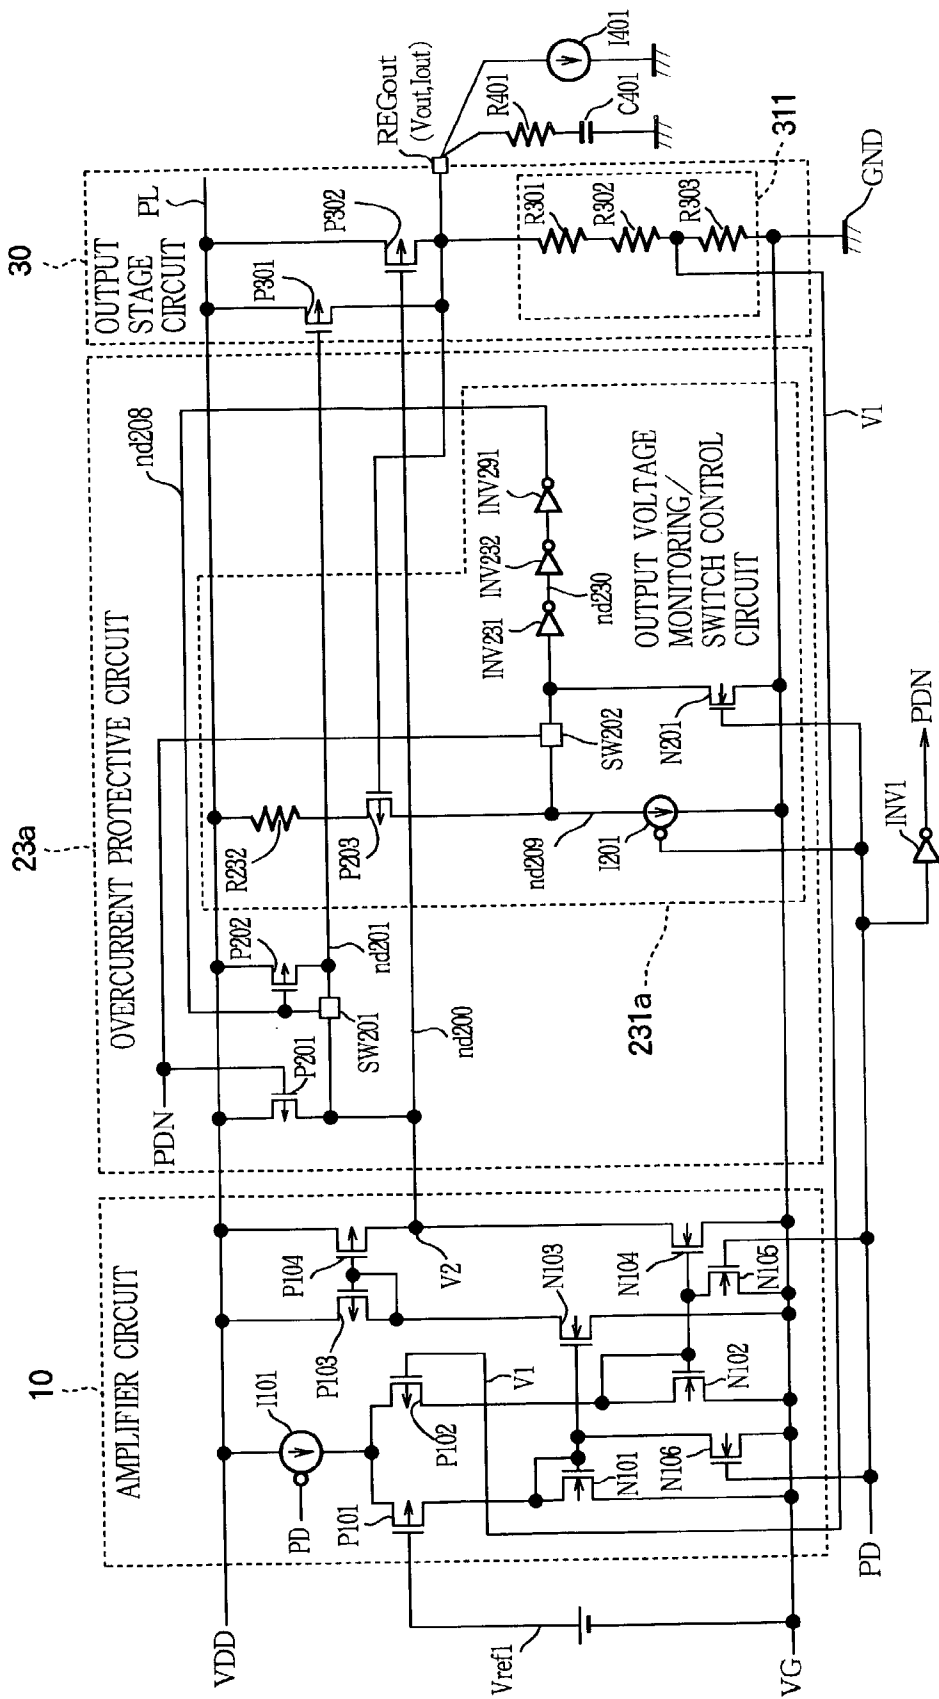 10
AMPLIFIER CIRCUIT
VDD
PD
I101
P101
P102
P103
P104
V1
V2
N101
N102
N103
N104
N105
N106
Vref1
VG
PD
23a
OVERCURRENT PROTECTIVE CIRCUIT
PDN
P201
P202
SW201
nd201
nd200
nd208
R232
P203
nd209
I201
SW202
N201
INV231
INV232
INV291
nd230
OUTPUT VOLTAGE
MONITORING/
SWITCH CONTROL
CIRCUIT
231a
INV1
PDN
V1
30
OUTPUT
STAGE
CIRCUIT
PL
P301
P302
REGout
(Vout,Iout)
R301
R302
R303
311
GND
R401
C401
I401